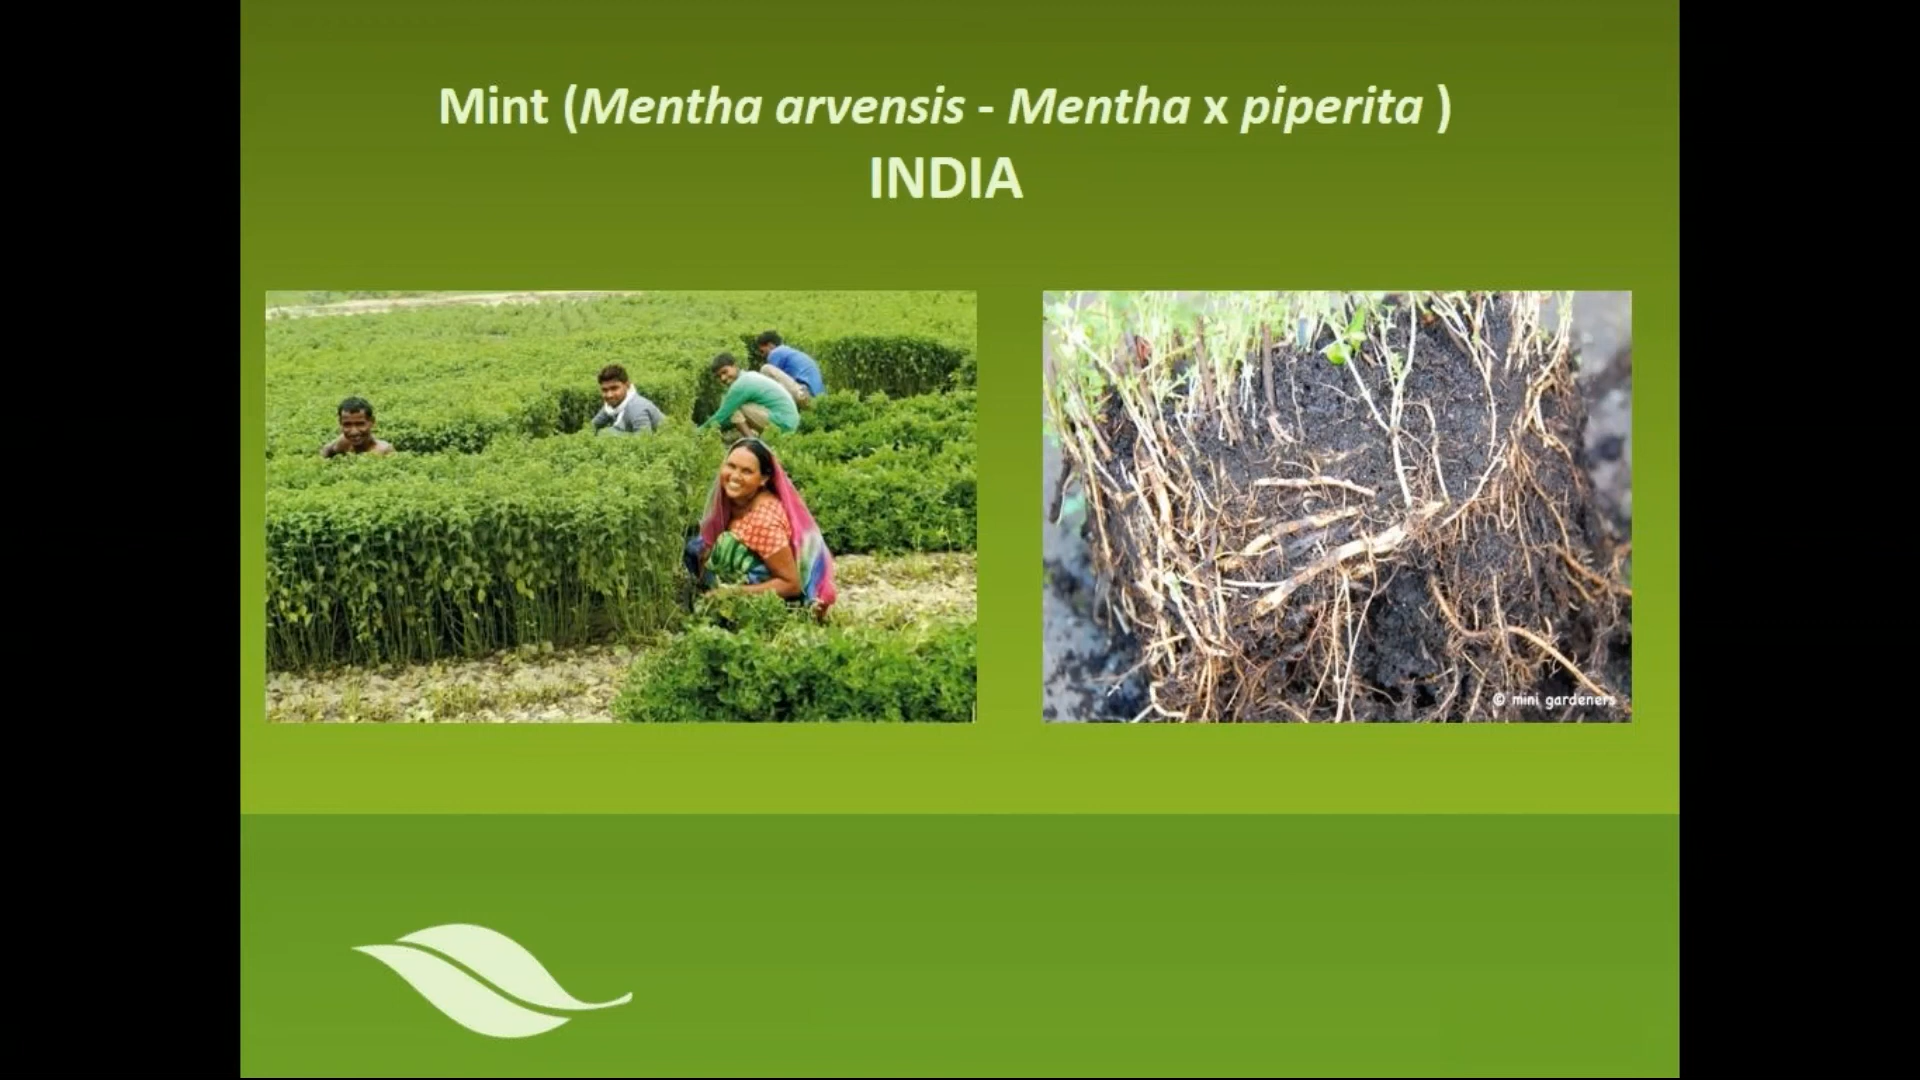 Mint (Mentha arvensis - Mentha x piperita )
INDIA
© mini gardeners